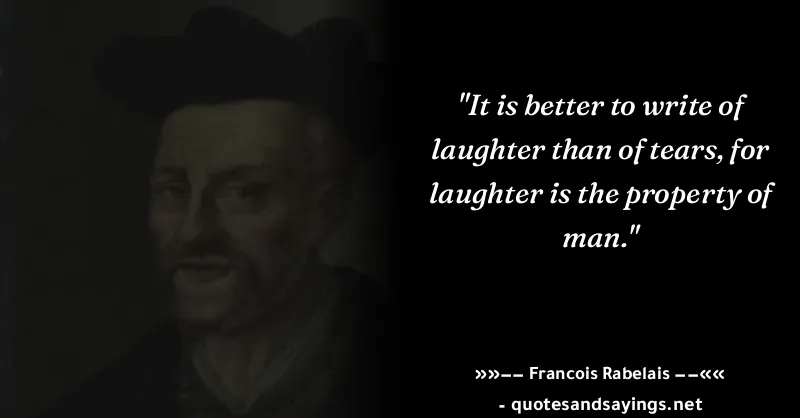 "It is better to write of
laughter than of tears, for
laughter is the property of
man."
»»–– Francois Rabelais ––««
- quotesandsayings.net